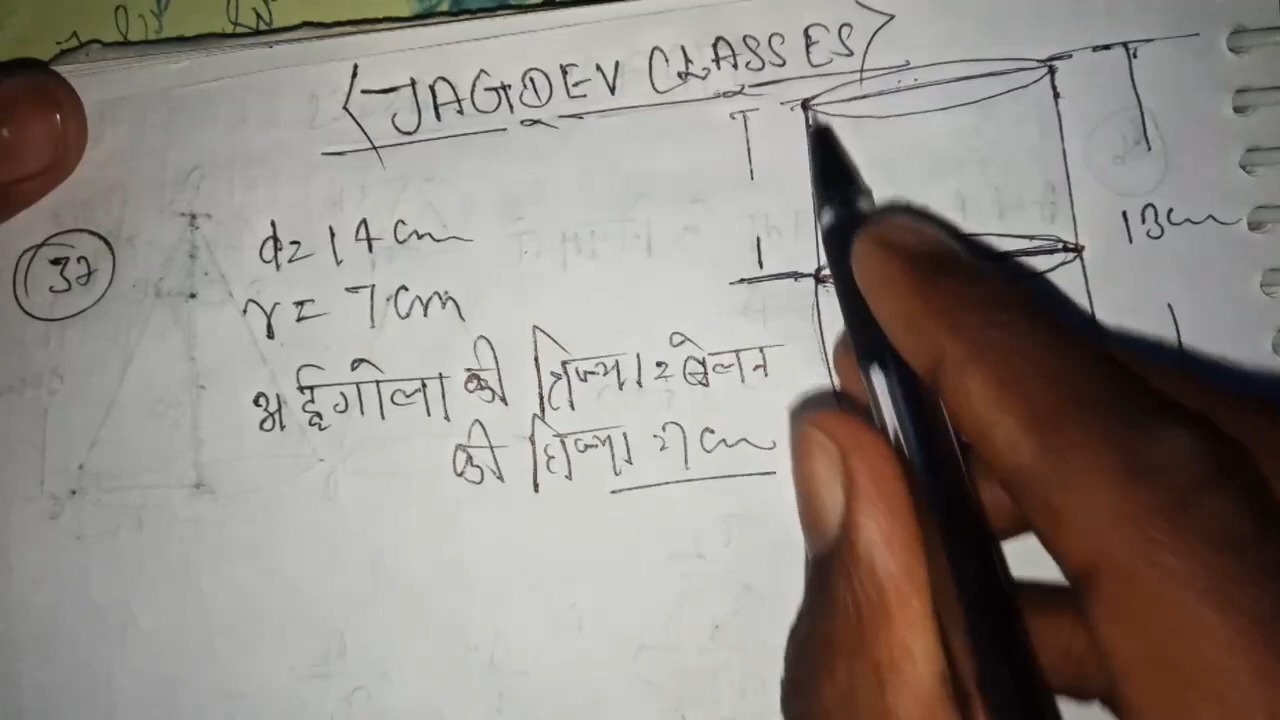 JAGDEV CLASSES
37
d = 14 cm
r = 7 cm
अर्द्धगोला की त्रिज्या = बेलन
की त्रिज्या = 7 cm
13 cm